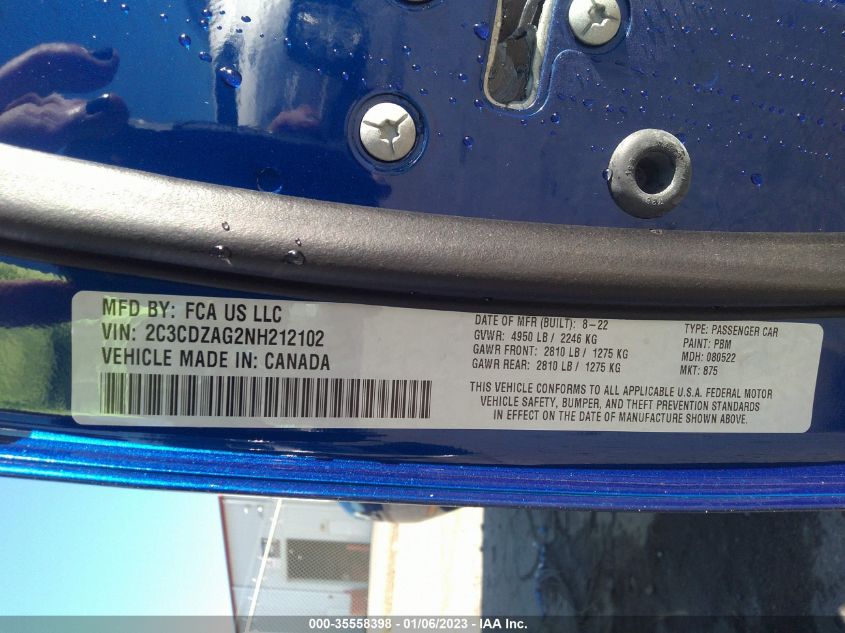 MFD BY: FCA US LLC
VIN: 2C3CDZAG2NH212102
VEHICLE MADE IN: CANADA
DATE OF MFR (BUILT): 8-22
GVWR: 4950 LB / 2246 KG
GAWR FRONT: 2810 LB / 1275 KG
GAWR REAR: 2810 LB / 1275 KG
TYPE: PASSENGER CAR
PAINT: PBM
MDH: 080522
MKT: 875
THIS VEHICLE CONFORMS TO ALL APPLICABLE U.S.A. FEDERAL MOTOR
VEHICLE SAFETY, BUMPER, AND THEFT PREVENTION STANDARDS
IN EFFECT ON THE DATE OF MANUFACTURE SHOWN ABOVE.
000-35558398 - 01/06/2023 - IAA Inc.